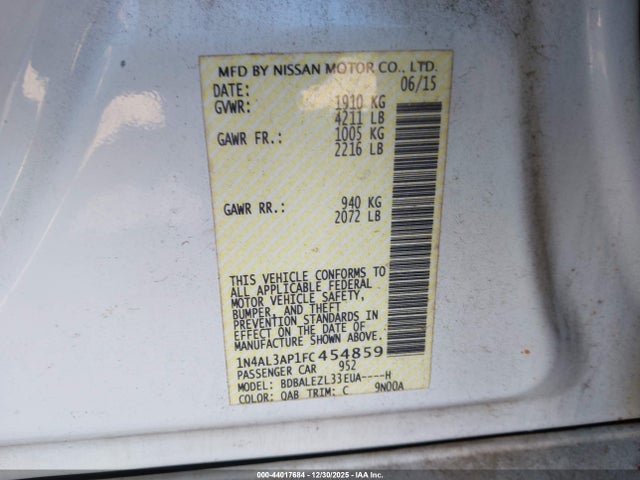 MFD BY NISSAN MOTOR CO., LTD.
DATE: 06/15
GVWR: 1910 KG
4211 LB
GAWR FR.: 1005 KG
2216 LB
GAWR RR.: 940 KG
2072 LB
THIS VEHICLE CONFORMS TO
ALL APPLICABLE FEDERAL
MOTOR VEHICLE SAFETY,
BUMPER, AND THEFT
PREVENTION STANDARDS IN
EFFECT ON THE DATE OF
MANUFACTURE SHOWN ABOVE.
1N4AL3AP1FC454859
PASSENGER CAR 952
MODEL: BDBALEZL33EUA----H
COLOR: QAB TRIM: C 9N00A
000-44017684 - 12/30/2025 - IAA Inc.